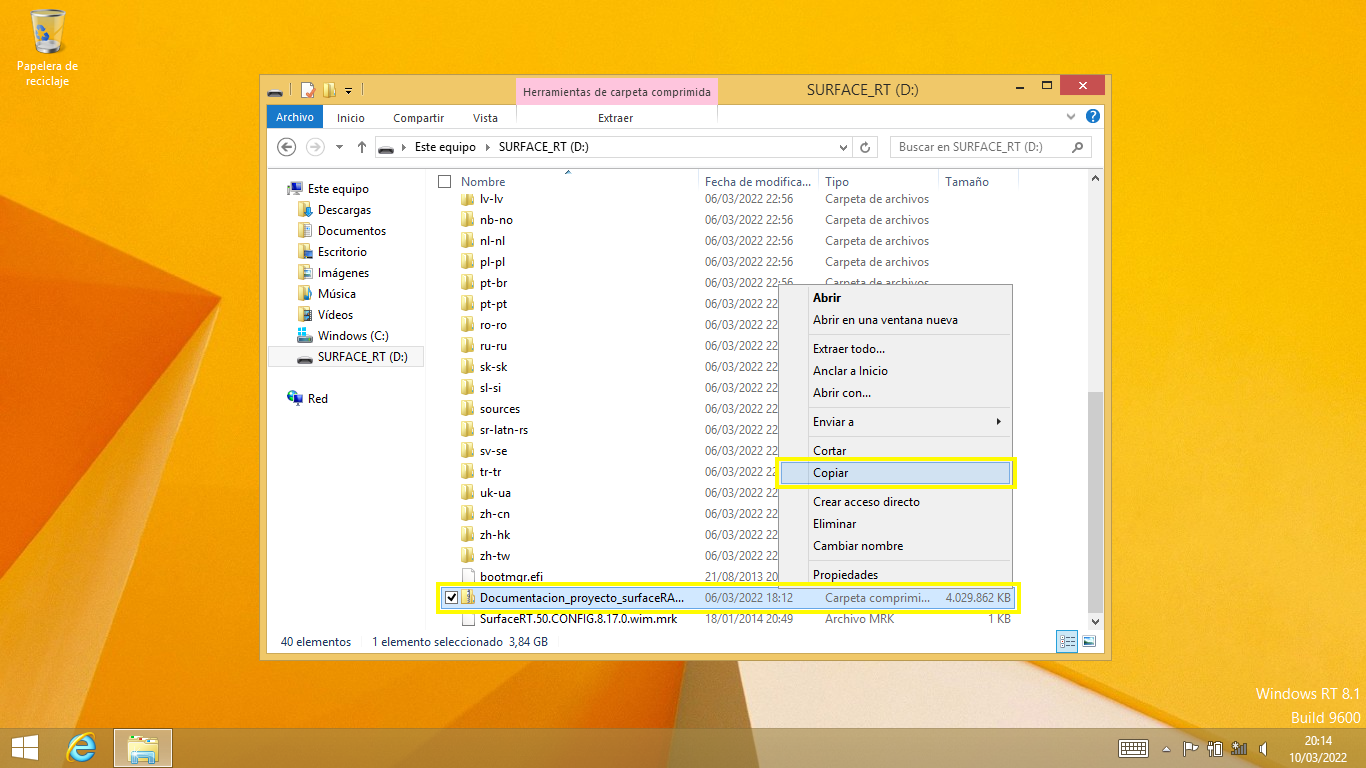 Papelera de
reciclaje
Herramientas de carpeta comprimida
SURFACE_RT (D:)
Archivo
Inicio
Compartir
Vista
Extraer
Este equipo
SURFACE_RT (D:)
Buscar en SURFACE_RT (D:)
Este equipo
Descargas
Documentos
Escritorio
Imágenes
Música
Vídeos
Windows (C:)
SURFACE_RT (D:)
Red
Nombre Fecha de modifica... Tipo Tamaño
lv-lv 06/03/2022 22:56 Carpeta de archivos
nb-no 06/03/2022 22:56 Carpeta de archivos
nl-nl 06/03/2022 22:56 Carpeta de archivos
pl-pl 06/03/2022 22:56 Carpeta de archivos
pt-br 06/03/2022 22:56 Carpeta de archivos
pt-pt 06/03/2022 22
ro-ro 06/03/2022 22
ru-ru 06/03/2022 22
sk-sk 06/03/2022 22
sl-si 06/03/2022 22
sources 06/03/2022 22
sr-latn-rs 06/03/2022 22
sv-se 06/03/2022 22
tr-tr 06/03/2022 22
uk-ua 06/03/2022 22
zh-cn 06/03/2022 22
zh-hk 06/03/2022 22
zh-tw 06/03/2022 22
bootmgr.efi 21/08/2013 20
Documentacion_proyecto_surfaceRA... 06/03/2022 18:12 Carpeta comprimi... 4.029.862 KB
SurfaceRT.50.CONFIG.8.17.0.wim.mrk 18/01/2014 20:49 Archivo MRK 1 KB
Abrir
Abrir en una ventana nueva
Extraer todo...
Anclar a Inicio
Abrir con...
Enviar a
Cortar
Copiar
Crear acceso directo
Eliminar
Cambiar nombre
Propiedades
40 elementos 1 elemento seleccionado 3,84 GB
Windows RT 8.1
Build 9600
20:14
10/03/2022